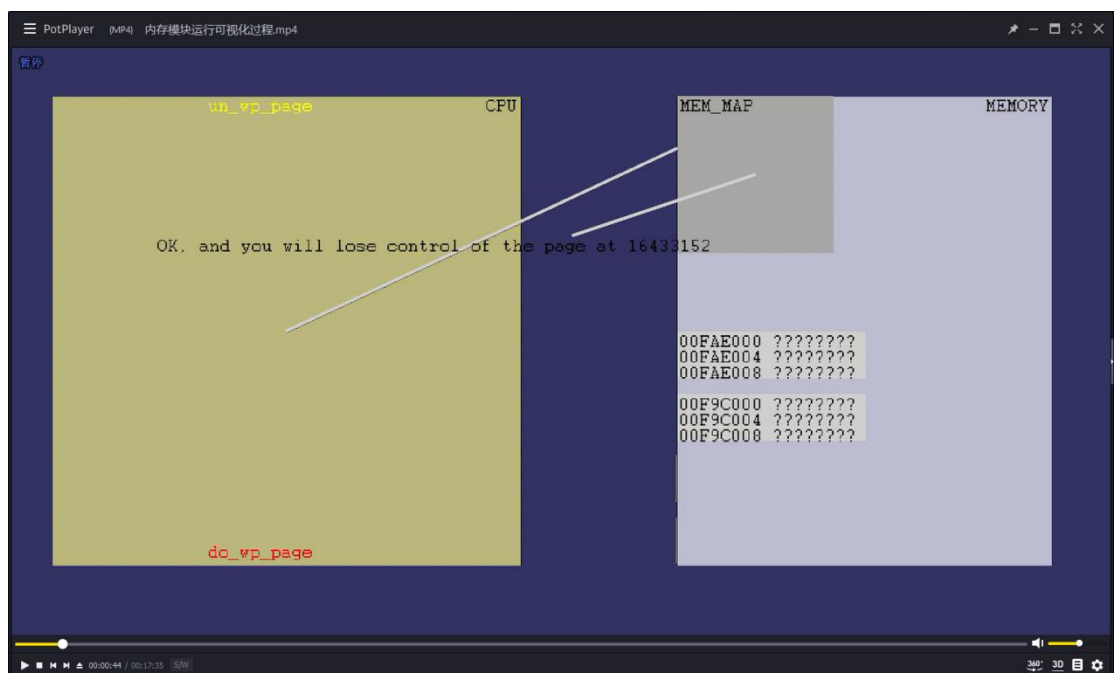 PotPlayer (MP4) 内存模块运行可视化过程.mp4
暂停
un_wp_page CPU
MEM_MAP MEMORY
OK, and you will lose control of the page at 16433152
00FAE000 ????????
00FAE004 ????????
00FAE008 ????????
00F9C000 ????????
00F9C004 ????????
00F9C008 ????????
do_wp_page
00:00:44 / 00:17:35 S/W
360° 3D